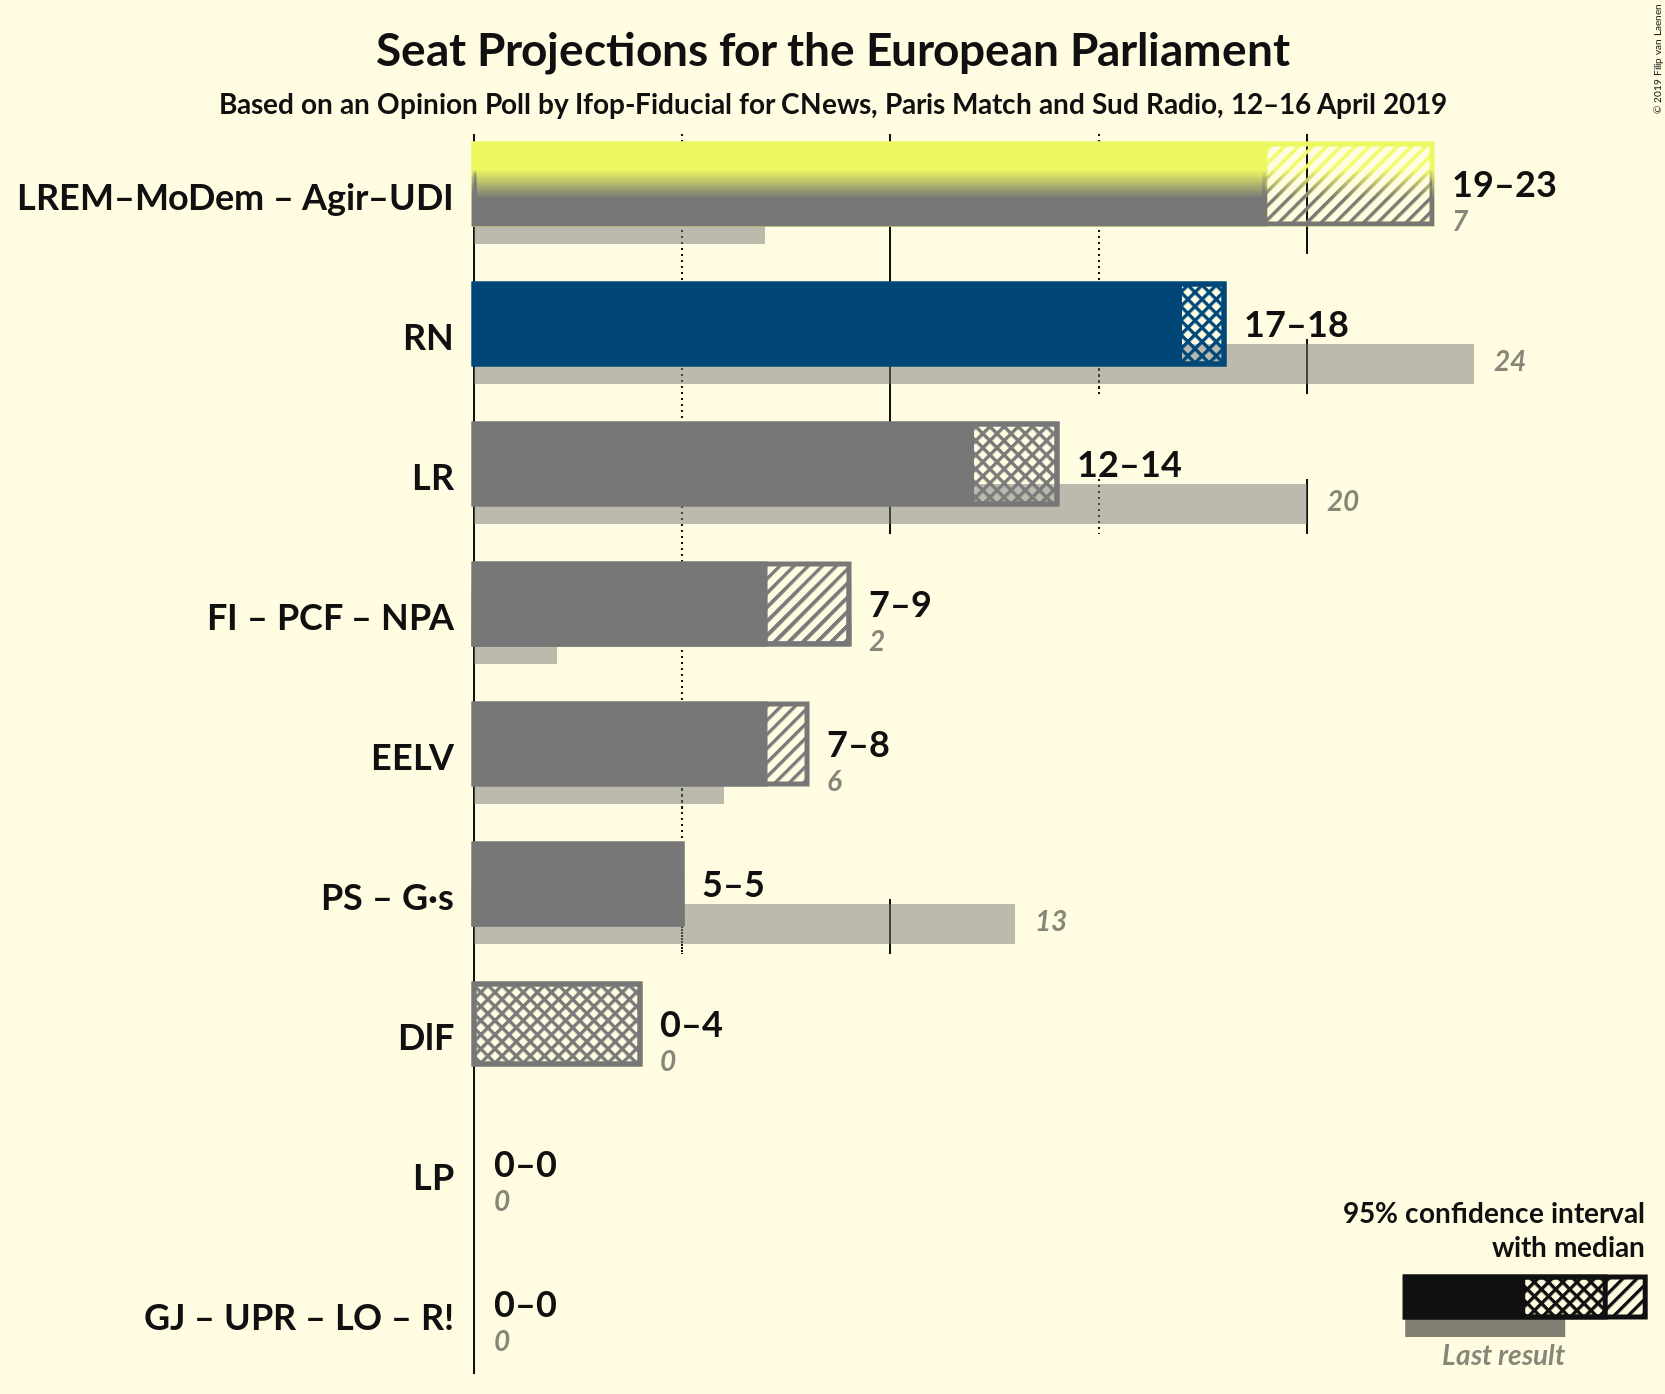 Seat Projections for the European Parliament
Based on an Opinion Poll by Ifop-Fiducial for CNews, Paris Match and Sud Radio, 12–16 April 2019
© 2019 Filip van Laenen
LREM–MoDem – Agir–UDI
19–23
7
RN
17–18
24
LR
12–14
20
FI – PCF – NPA
7–9
2
EELV
7–8
6
PS – G·s
5–5
13
DlF
0–4
0
LP
0–0
0
GJ – UPR – LO – R!
0–0
0
95% confidence interval
with median
Last result